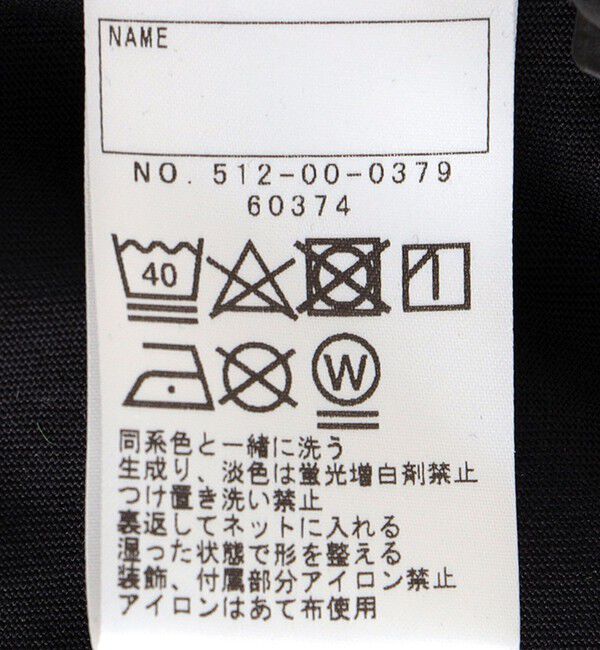 NAME
NO. 512-00-0379
60374
40
W
同系色と一緒に洗う
生成り、淡色は蛍光増白剤禁止
つけ置き洗い禁止
裏返してネットに入れる
湿った状態で形を整える
装飾、付属部分アイロン禁止
アイロンはあて布使用